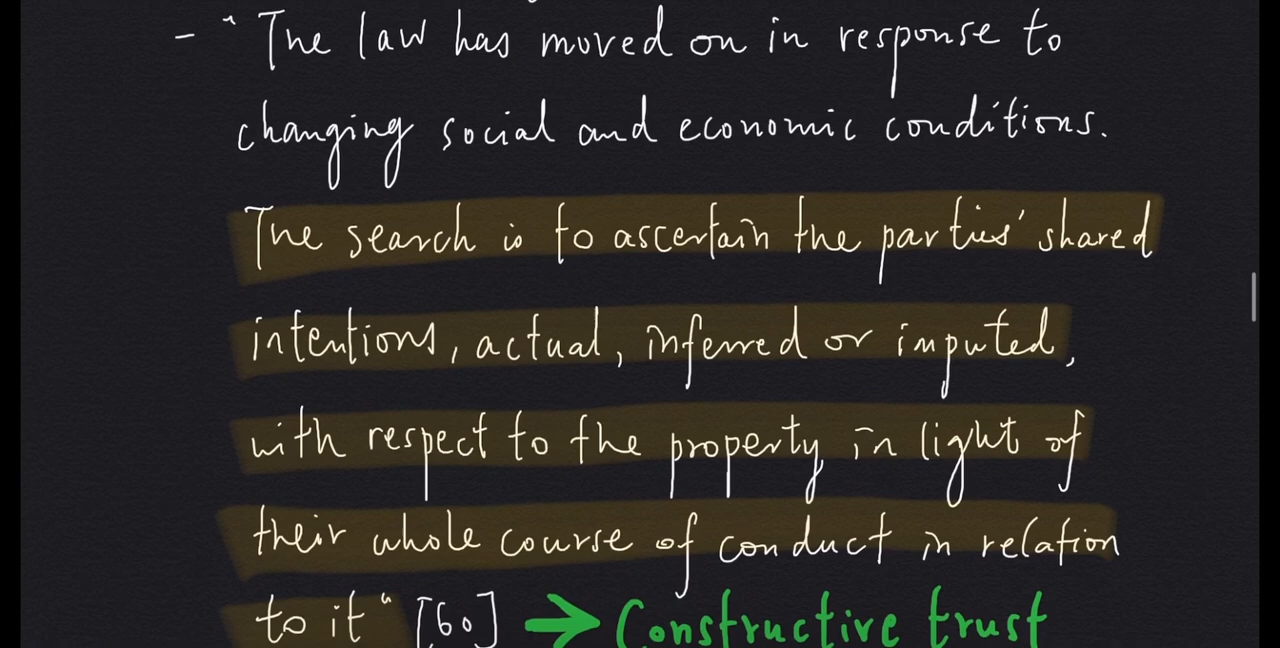 - "The law has moved on in response to
changing social and economic conditions.
The search is to ascertain the parties' shared
intentions, actual, inferred or imputed,
with respect to the property in light of
their whole course of conduct in relation
to it" [60] → Constructive trust